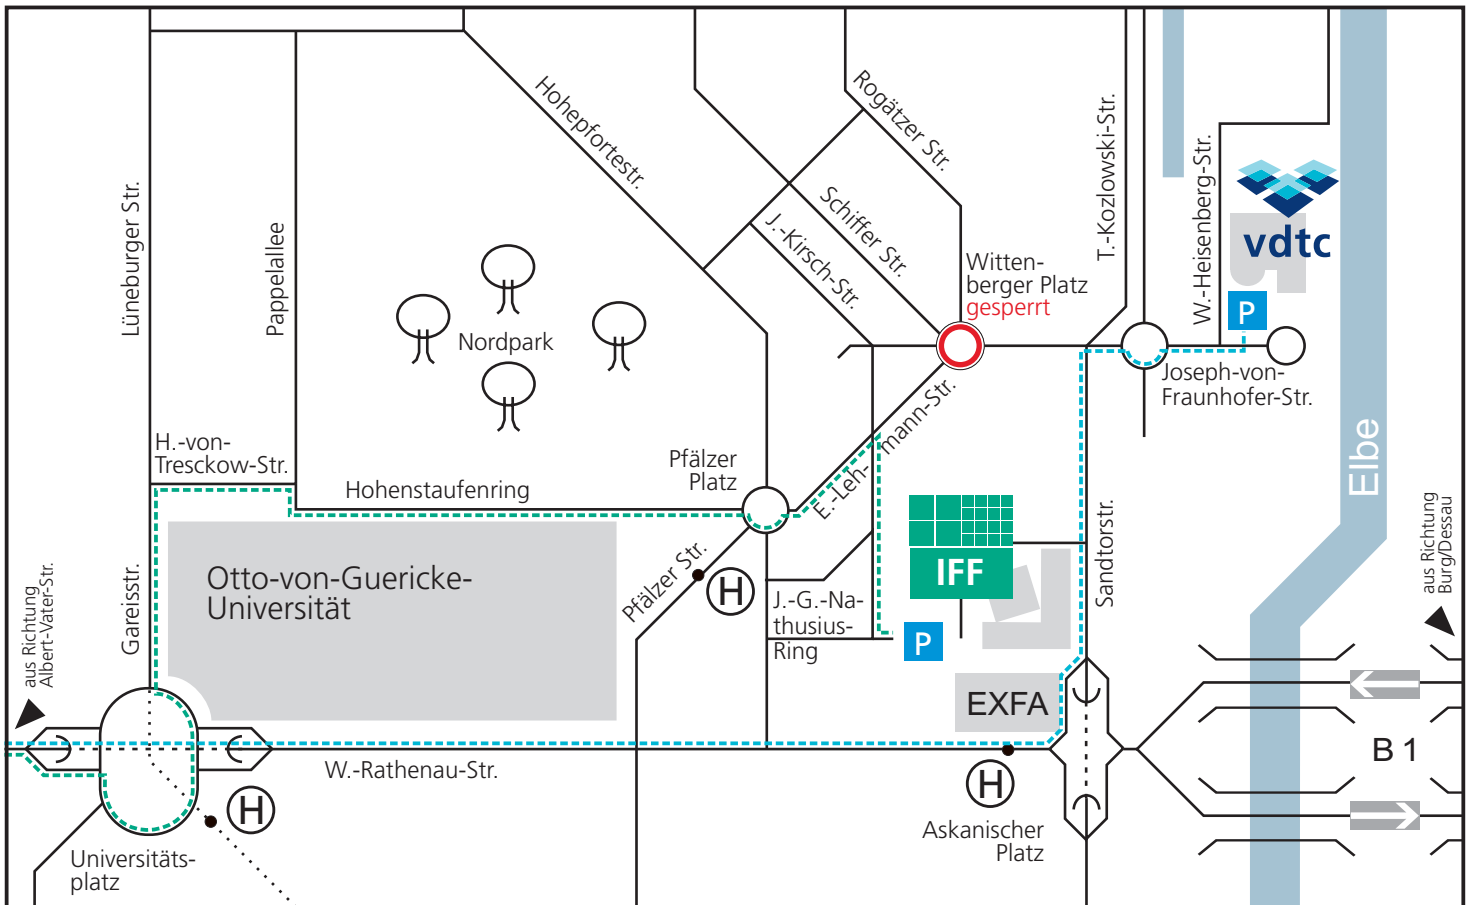 Lüneburger Str.
Pappelallee
Hohepfortestr.
Rogätzer Str.
Schiffer Str.
J.-Kirsch-Str.
T.-Kozlowski-Str.
W.-Heisenberg-Str.
vdtc
P
Witten-
berger Platz
gesperrt
Nordpark
Joseph-von-
Fraunhofer-Str.
Elbe
H.-von-
Tresckow-Str.
Hohenstaufenring
Pfälzer
Platz
E.-Leh-
mann-Str.
aus Richtung
Burg/Dessau
Otto-von-Guericke-
Universität
Gareisstr.
Pfälzer Str.
H
IFF
Sandtorstr.
J.-G.-Na-
thusius-
Ring
P
aus Richtung
Albert-Vater-Str.
EXFA
W.-Rathenau-Str.
B 1
H
H
Askanischer
Platz
Universitäts-
platz